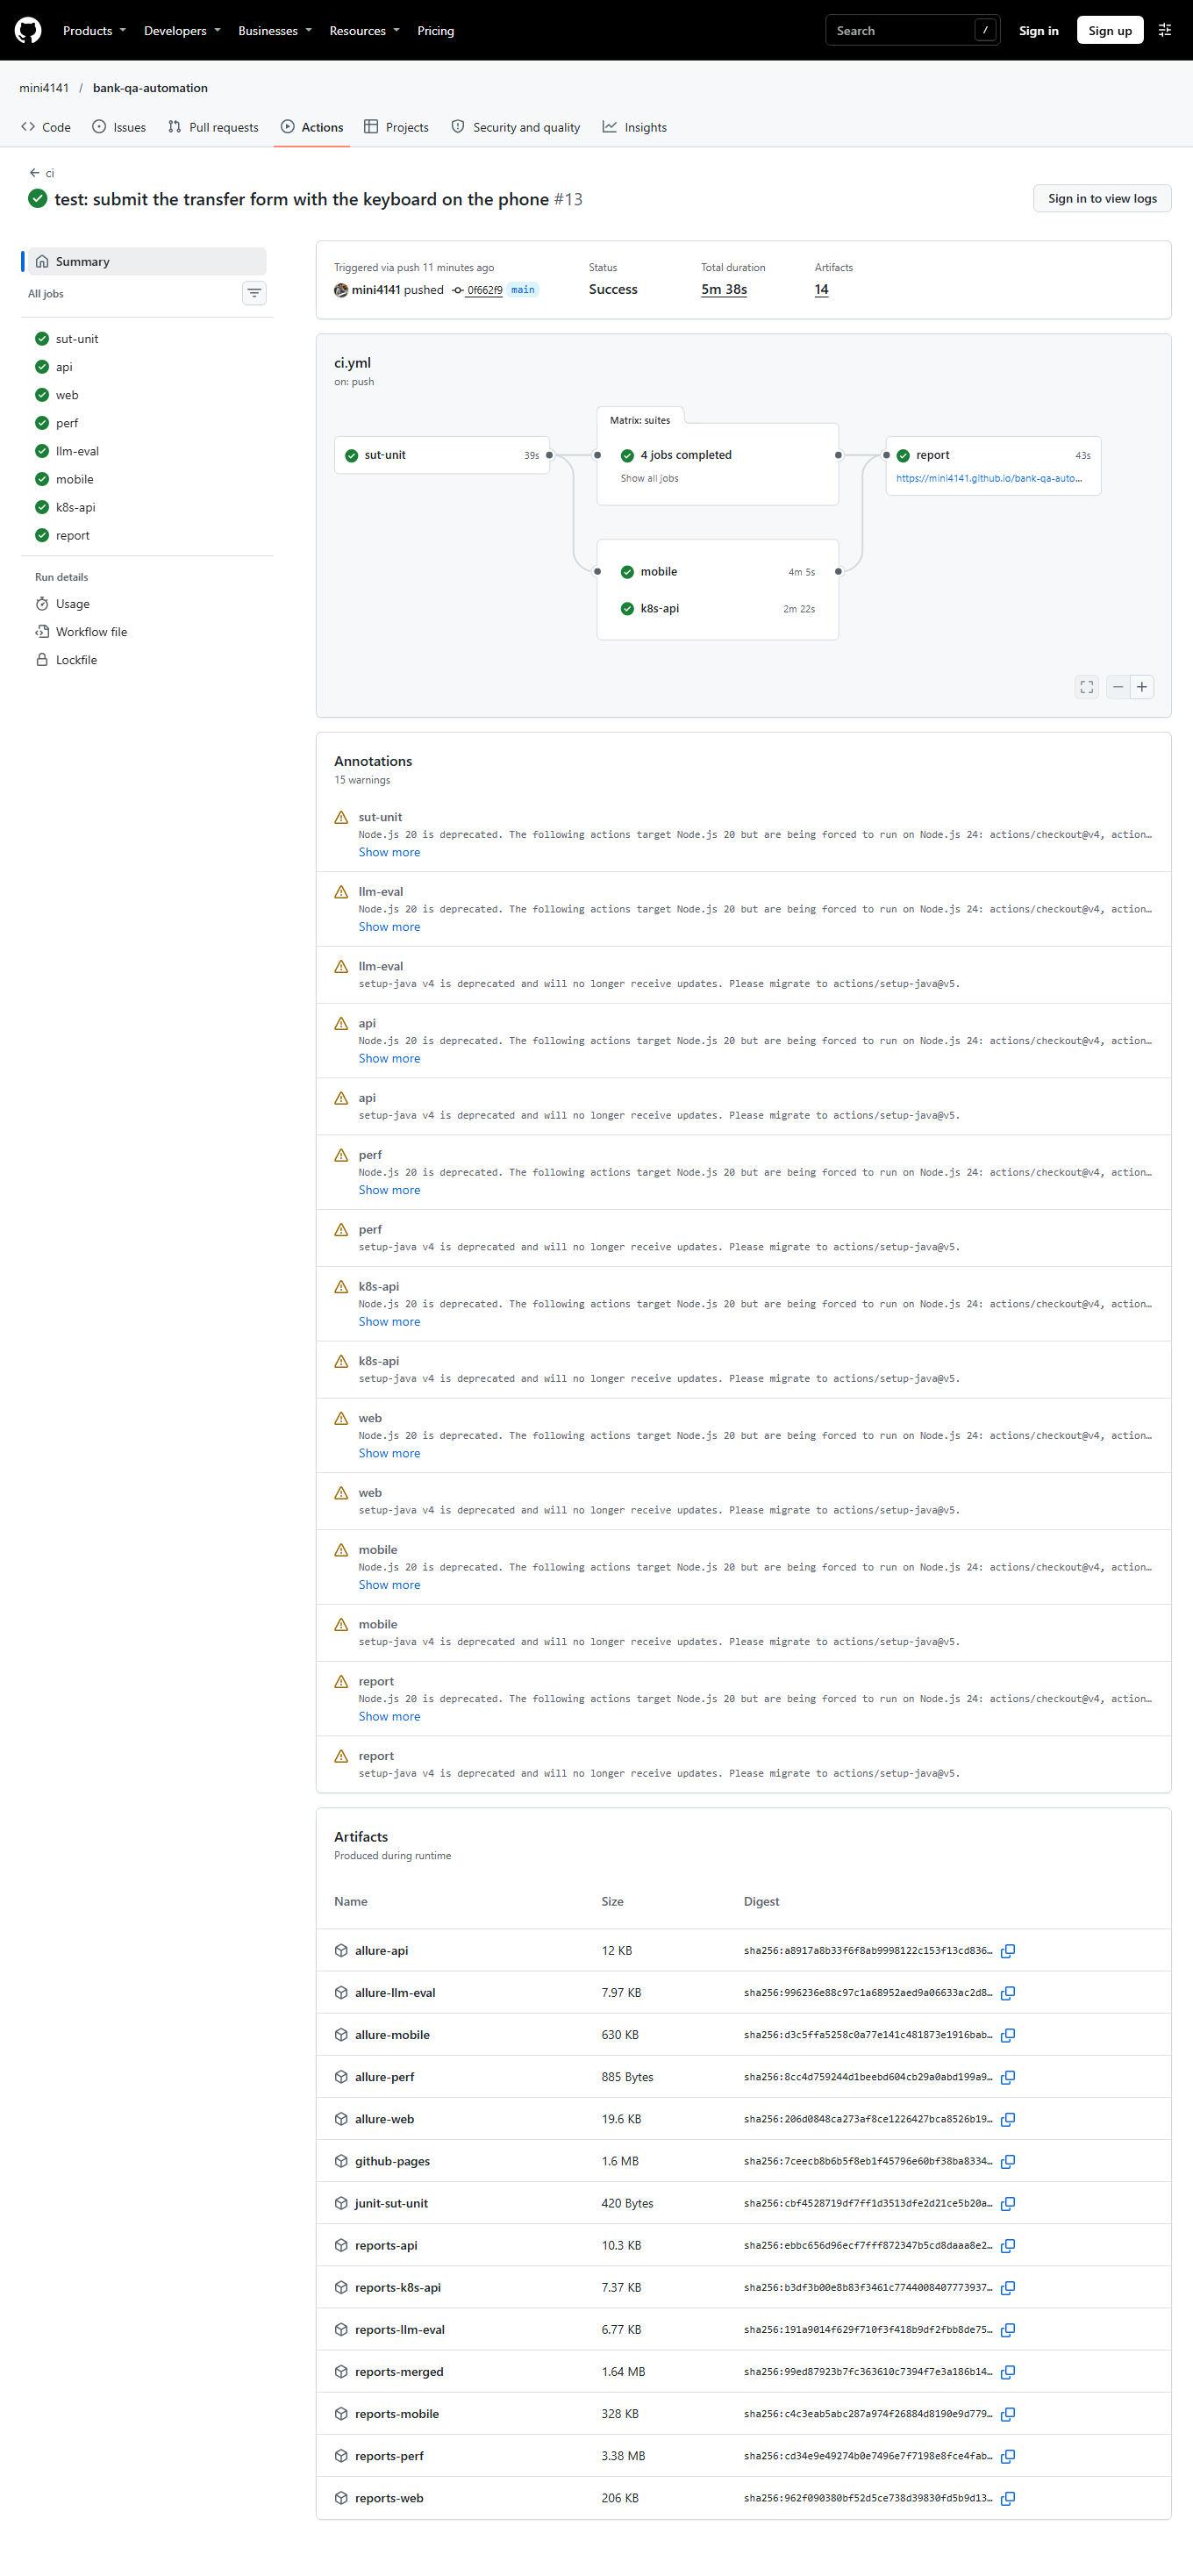 Products
Developers
Businesses
Resources
Pricing
Search
/
Sign in
Sign up
mini4141 / bank-qa-automation
Code
Issues
Pull requests
Actions
Projects
Security and quality
Insights
ci
test: submit the transfer form with the keyboard on the phone #13
Sign in to view logs
Summary
All jobs
sut-unit
api
web
perf
llm-eval
mobile
k8s-api
report
Run details
Usage
Workflow file
Lockfile
Triggered via push 11 minutes ago
mini4141 pushed 0f662f9 main
Status
Success
Total duration
5m 38s
Artifacts
14
ci.yml
on: push
sut-unit 39s
Matrix: suites
4 jobs completed
Show all jobs
mobile 4m 5s
k8s-api 2m 22s
report 43s
https://mini4141.github.io/bank-qa-auto...
Annotations
15 warnings
sut-unit
Node.js 20 is deprecated. The following actions target Node.js 20 but are being forced to run on Node.js 24: actions/checkout@v4, action…
Show more
llm-eval
Node.js 20 is deprecated. The following actions target Node.js 20 but are being forced to run on Node.js 24: actions/checkout@v4, action…
Show more
llm-eval
setup-java v4 is deprecated and will no longer receive updates. Please migrate to actions/setup-java@v5.
api
Node.js 20 is deprecated. The following actions target Node.js 20 but are being forced to run on Node.js 24: actions/checkout@v4, action…
Show more
api
setup-java v4 is deprecated and will no longer receive updates. Please migrate to actions/setup-java@v5.
perf
Node.js 20 is deprecated. The following actions target Node.js 20 but are being forced to run on Node.js 24: actions/checkout@v4, action…
Show more
perf
setup-java v4 is deprecated and will no longer receive updates. Please migrate to actions/setup-java@v5.
k8s-api
Node.js 20 is deprecated. The following actions target Node.js 20 but are being forced to run on Node.js 24: actions/checkout@v4, action…
Show more
k8s-api
setup-java v4 is deprecated and will no longer receive updates. Please migrate to actions/setup-java@v5.
web
Node.js 20 is deprecated. The following actions target Node.js 20 but are being forced to run on Node.js 24: actions/checkout@v4, action…
Show more
web
setup-java v4 is deprecated and will no longer receive updates. Please migrate to actions/setup-java@v5.
mobile
Node.js 20 is deprecated. The following actions target Node.js 20 but are being forced to run on Node.js 24: actions/checkout@v4, action…
Show more
mobile
setup-java v4 is deprecated and will no longer receive updates. Please migrate to actions/setup-java@v5.
report
Node.js 20 is deprecated. The following actions target Node.js 20 but are being forced to run on Node.js 24: actions/checkout@v4, action…
Show more
report
setup-java v4 is deprecated and will no longer receive updates. Please migrate to actions/setup-java@v5.
Artifacts
Produced during runtime
Name Size Digest
allure-api 12 KB sha256:a8917a8b33f6f8ab9998122c153f13cd836…
allure-llm-eval 7.97 KB sha256:996236e88c97c1a68952aed9a06633ac2d8…
allure-mobile 630 KB sha256:d3c5ffa5258c0a77e141c481873e1916bab…
allure-perf 885 Bytes sha256:8cc4d759244d1beebd604cb29a0abd199a9…
allure-web 19.6 KB sha256:206d0848ca273af8ce1226427bca8526b19…
github-pages 1.6 MB sha256:7ceecb8b6b5f8eb1f45796e60bf38ba8334…
junit-sut-unit 420 Bytes sha256:cbf4528719df7ff1d3513dfe2d21ce5b20a…
reports-api 10.3 KB sha256:ebbc656d96ecf7fff872347b5cd8daaa8e2…
reports-k8s-api 7.37 KB sha256:b3df3b00e8b83f3461c7744008407773937…
reports-llm-eval 6.77 KB sha256:191a9014f629f710f3f418b9df2fbb8de75…
reports-merged 1.64 MB sha256:99ed87923b7fc363610c7394f7e3a186b14…
reports-mobile 328 KB sha256:c4c3eab5abc287a974f26884d8190e9d779…
reports-perf 3.38 MB sha256:cd34e9e49274b0e7496e7f7198e8fce4fab…
reports-web 206 KB sha256:962f090380bf52d5ce738d39830fd5b9d13…